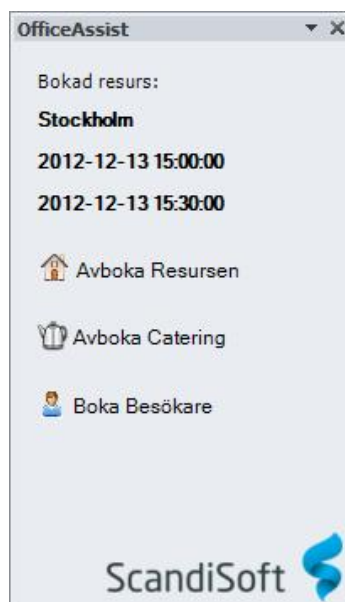 OfficeAssist
Bokad resurs:
Stockholm
2012-12-13 15:00:00
2012-12-13 15:30:00
Avboka Resursen
Avboka Catering
Boka Besökare
ScandiSoft